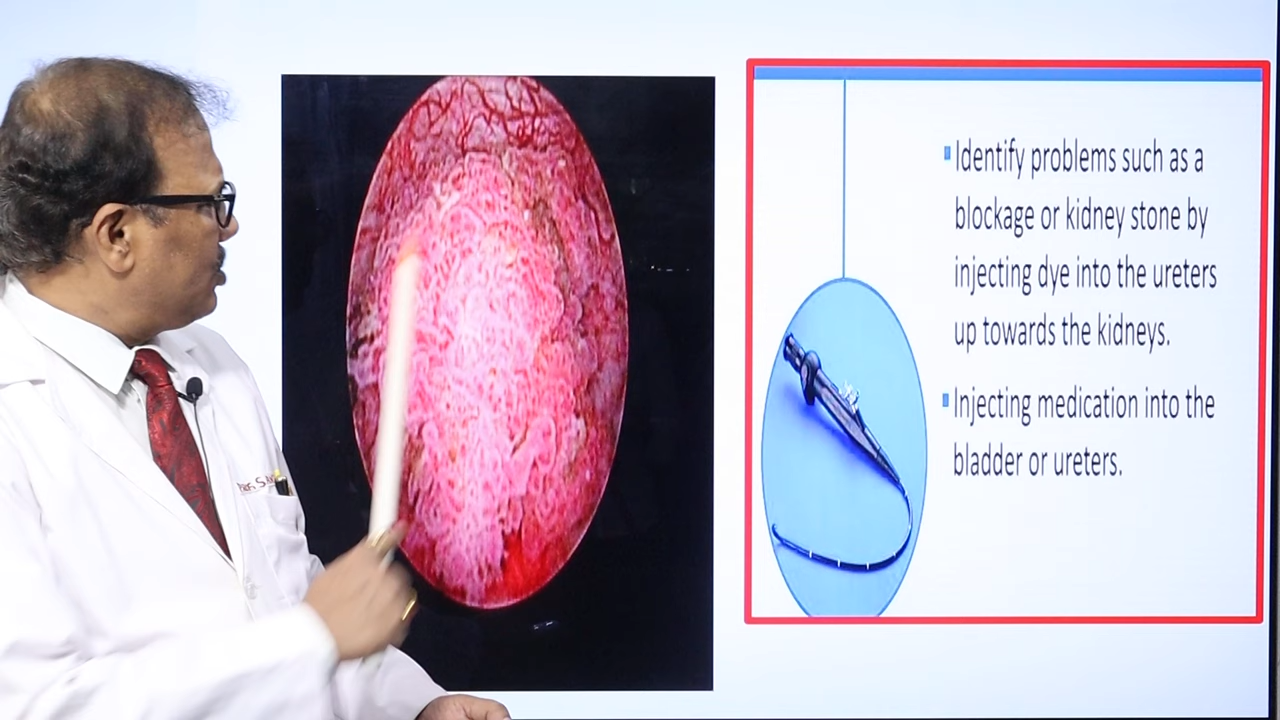 Identify problems such as a
blockage or kidney stone by
injecting dye into the ureters
up towards the kidneys.
Injecting medication into the
bladder or ureters.